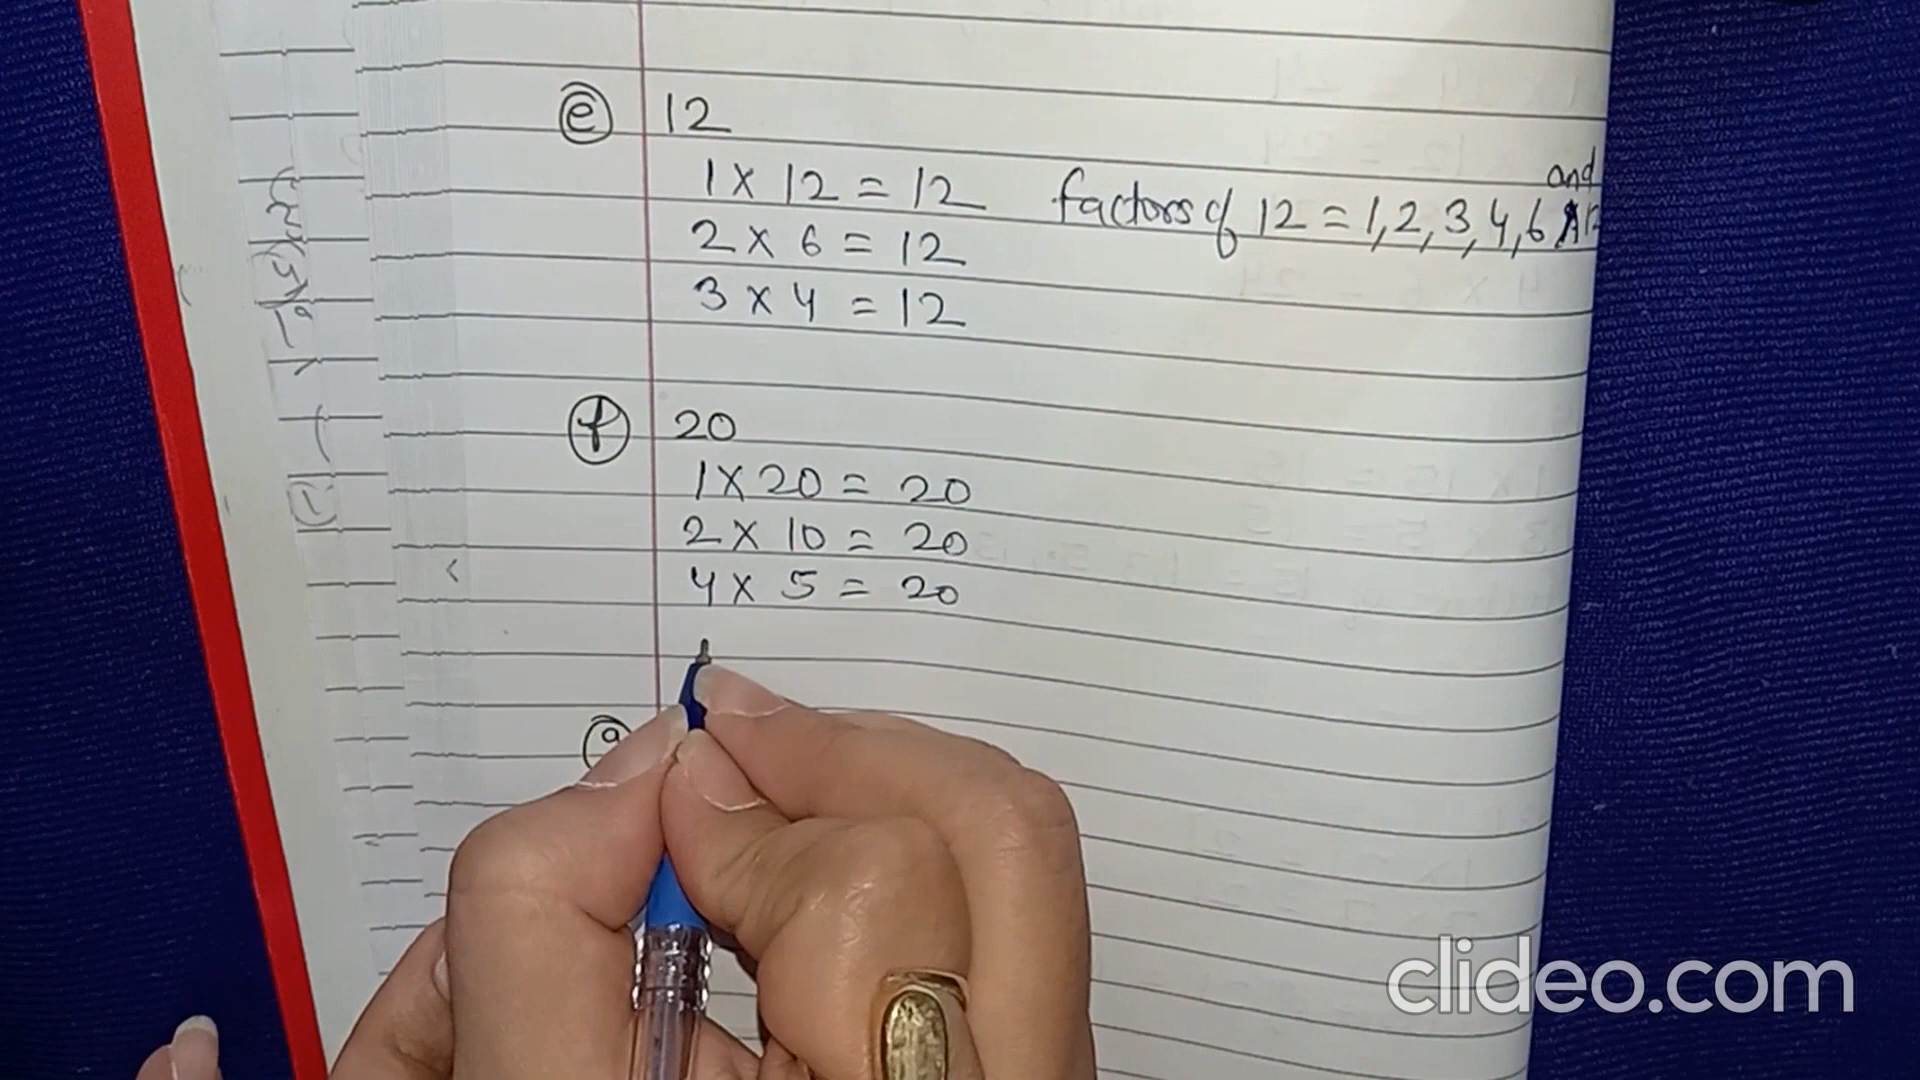 ⓔ 12
1 × 12 = 12 factors of 12 = 1, 2, 3, 4, 6 and 12
2 × 6 = 12
3 × 4 = 12
ⓕ 20
1 × 20 = 20
2 × 10 = 20
4 × 5 = 20
clideo.com